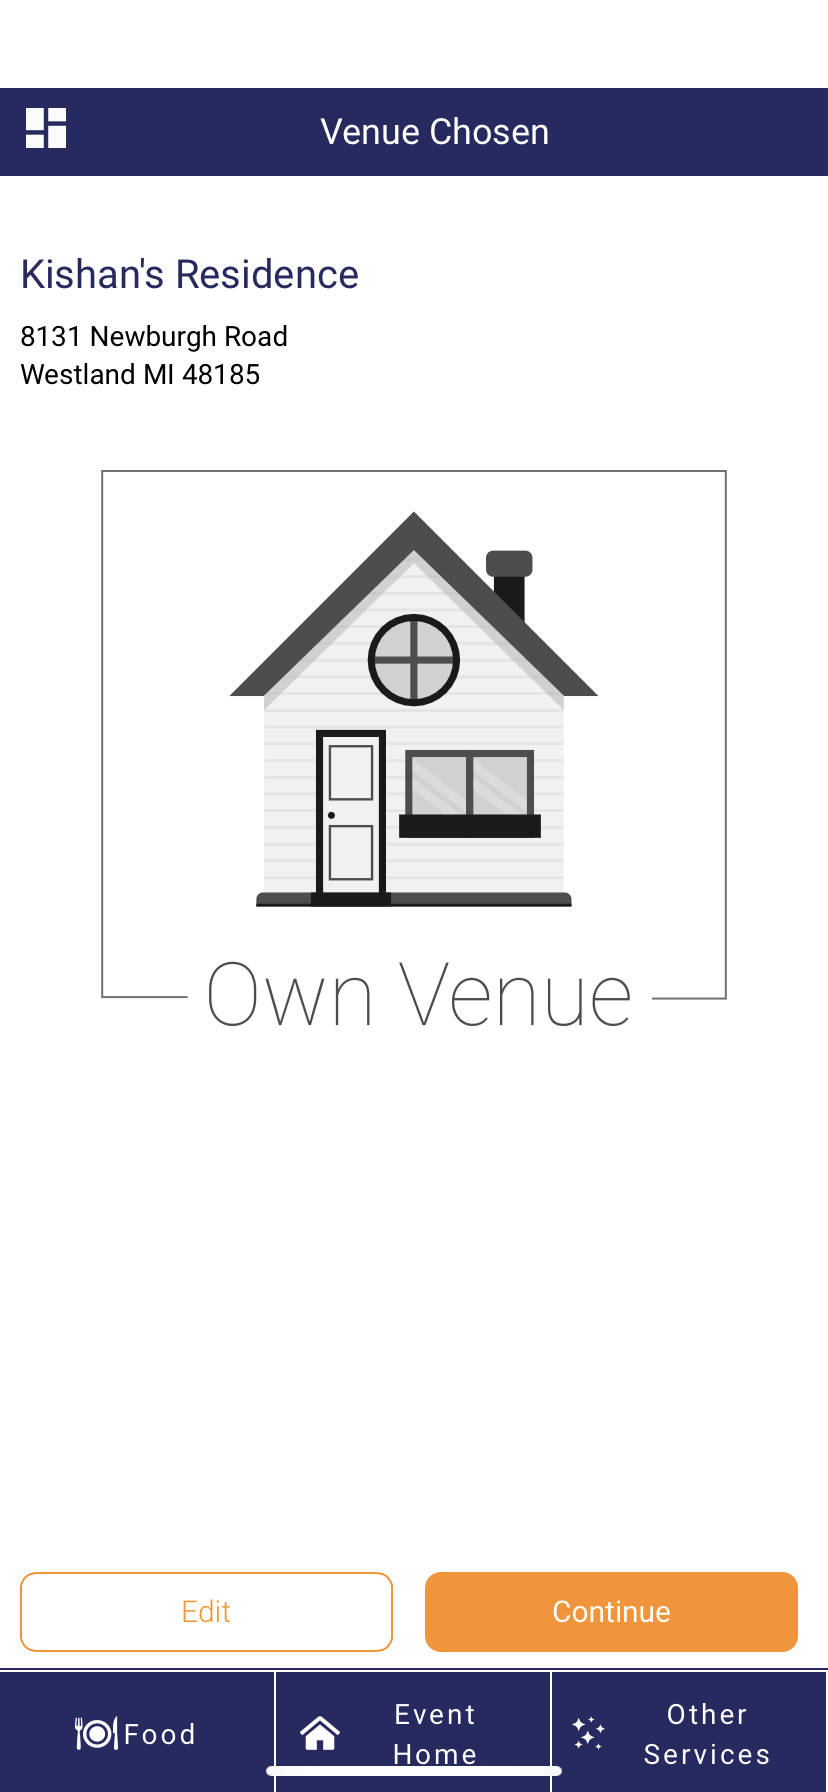 Venue Chosen
Kishan's Residence
8131 Newburgh Road
Westland MI 48185
Own Venue
Edit
Continue
Food
Event
Home
Other
Services